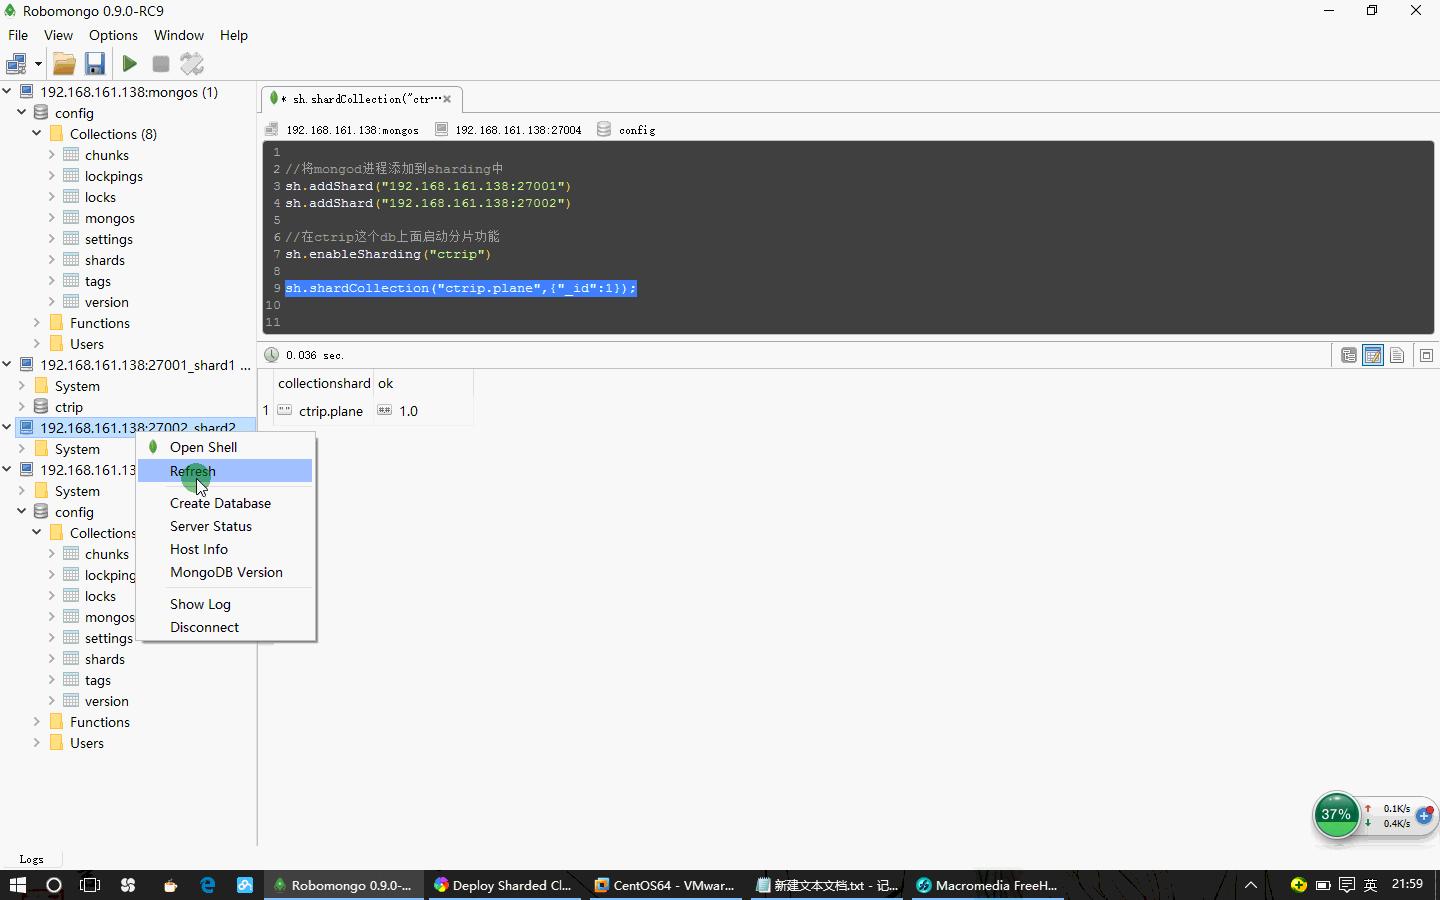 Robomongo 0.9.0-RC9
File View Options Window Help
192.168.161.138:mongos (1)
config
Collections (8)
chunks
lockpings
locks
mongos
settings
shards
tags
version
Functions
Users
192.168.161.138:27001_shard1 ...
System
ctrip
192.168.161.138:27002_shard2
System
192.168.161.13
System
config
Collections
chunks
lockping
locks
mongos
settings
shards
tags
version
Functions
Users
Open Shell
Refresh
Create Database
Server Status
Host Info
MongoDB Version
Show Log
Disconnect
* sh.shardCollection("ctr···
192.168.161.138:mongos 192.168.161.138:27004 config
1
2 //将mongod进程添加到sharding中
3 sh.addShard("192.168.161.138:27001")
4 sh.addShard("192.168.161.138:27002")
5
6 //在ctrip这个db上面启动分片功能
7 sh.enableSharding("ctrip")
8
9 sh.shardCollection("ctrip.plane",{"_id":1});
10
11
0.036 sec.
collectionshard ok
1 ctrip.plane 1.0
37% 0.1K/s
0.4K/s
Logs
Robomongo 0.9.0-... Deploy Sharded Cl... CentOS64 - VMwar... 新建文本文档.txt - 记... Macromedia FreeH... 英 21:59